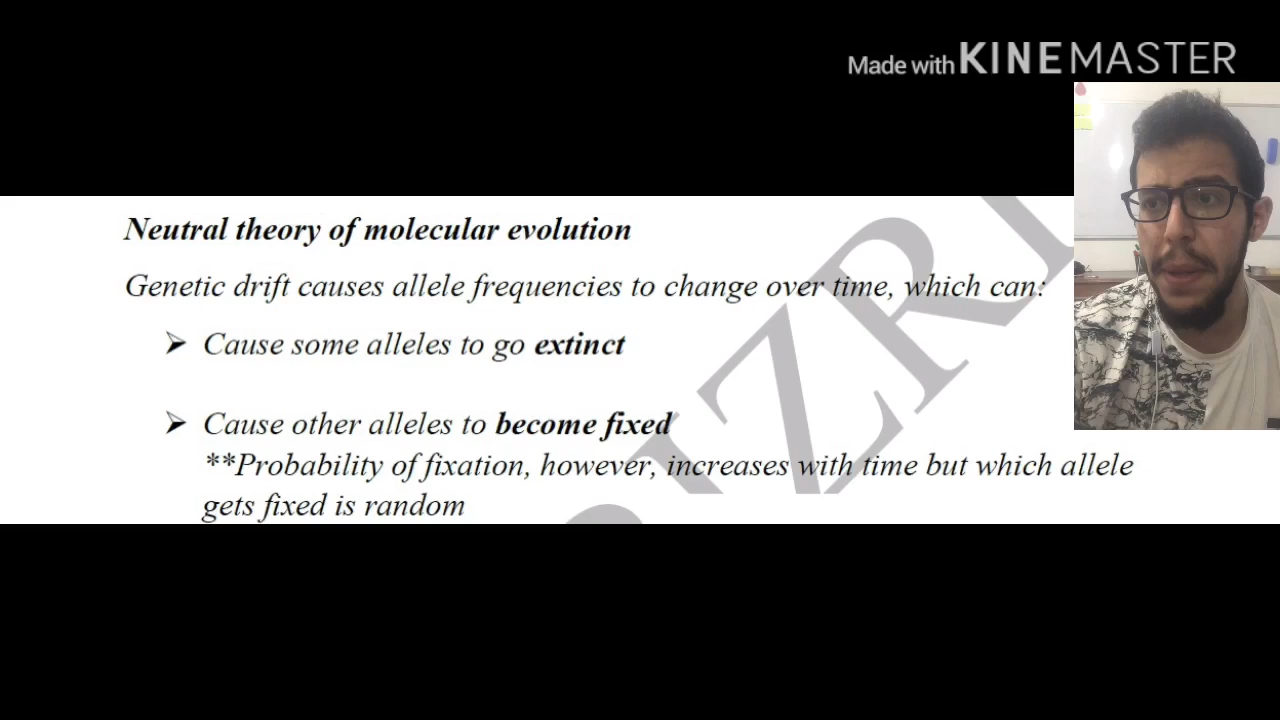 Made with KINEMASTER
Neutral theory of molecular evolution
Genetic drift causes allele frequencies to change over time, which can:
➤ Cause some alleles to go extinct
➤ Cause other alleles to become fixed
**Probability of fixation, however, increases with time but which allele
gets fixed is random